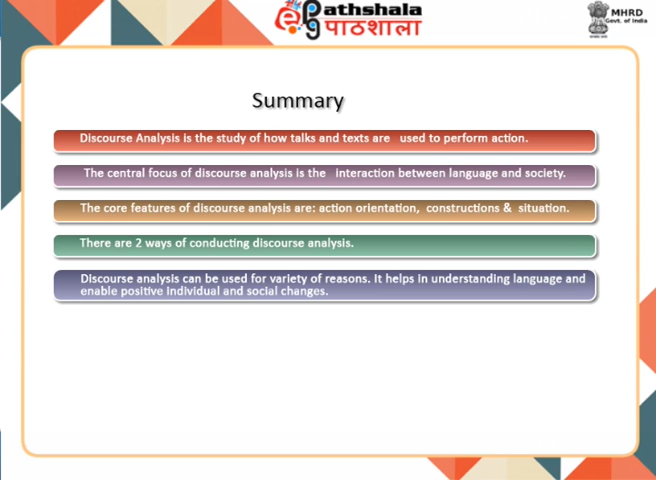 Pathshala
पाठशाला
MHRD
Govt. of India
Summary
Discourse Analysis is the study of how talks and texts are used to perform action.
The central focus of discourse analysis is the interaction between language and society.
The core features of discourse analysis are: action orientation, constructions & situation.
There are 2 ways of conducting discourse analysis.
Discourse analysis can be used for variety of reasons. It helps in understanding language and
enable positive individual and social changes.